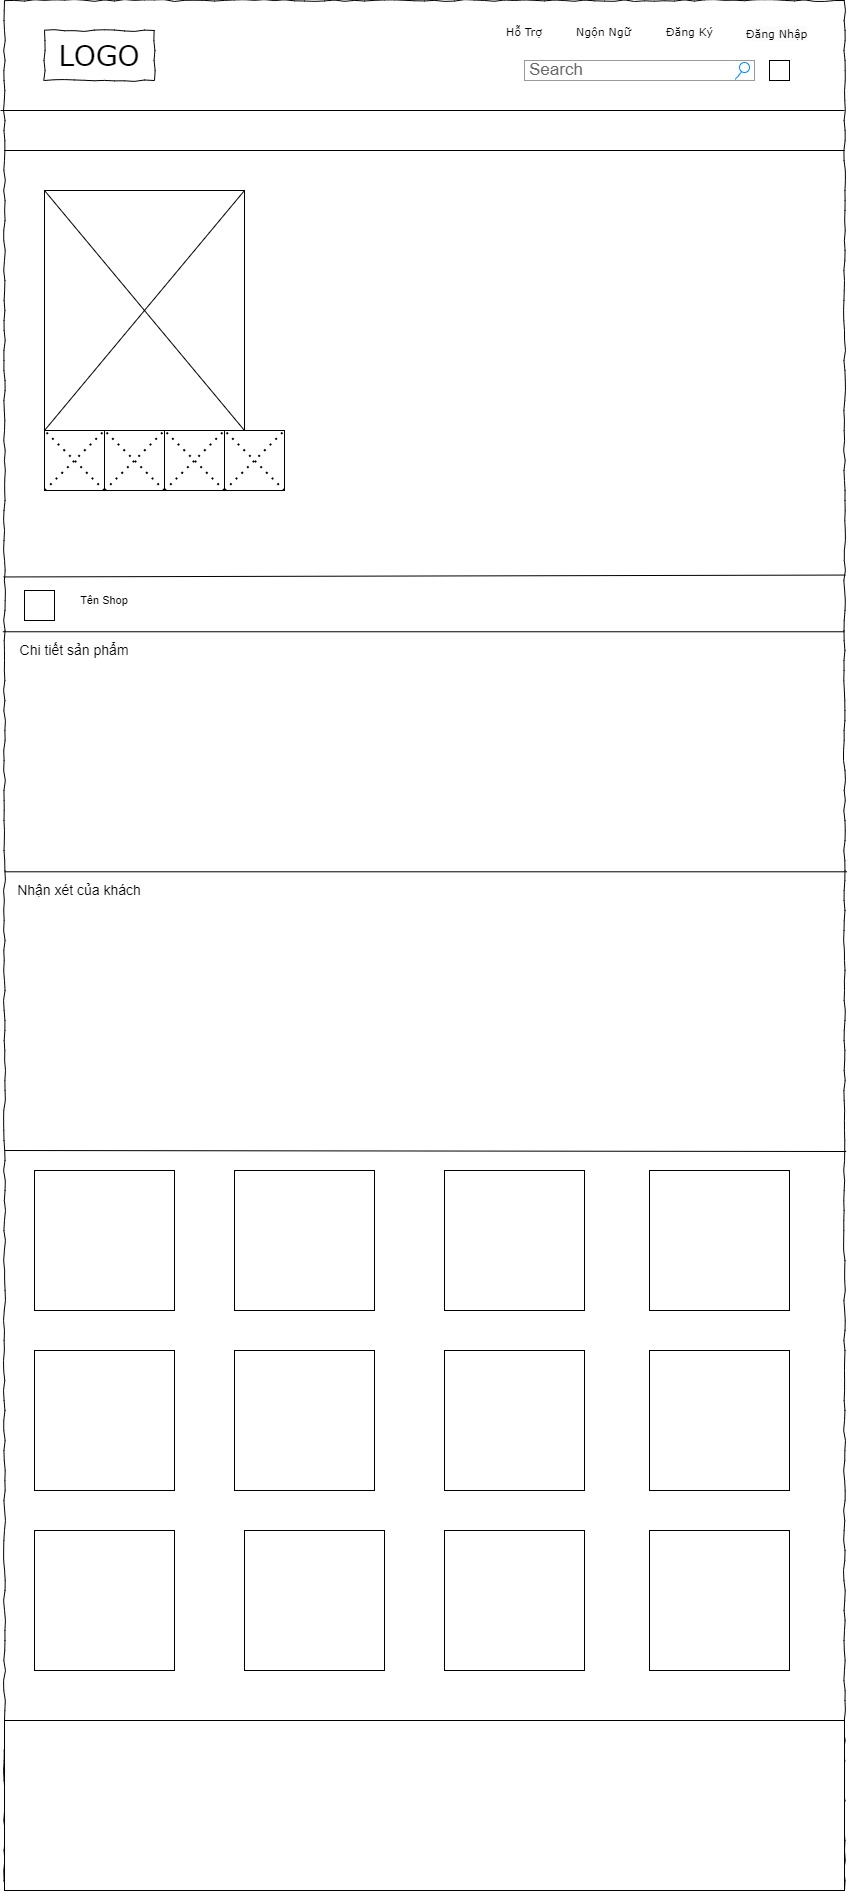 Hỗ Trợ
Ngộn Ngữ
Đăng Ký
Đăng Nhập
LOGO
Search
Tên Shop
Chi tiết sản phẩm
Nhận xét của khách